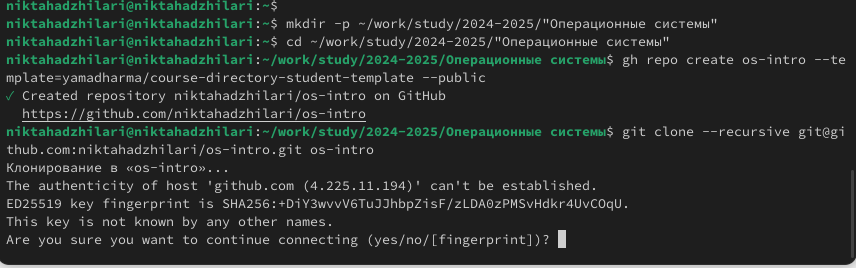 niktahadzhilari@niktahadzhilari:~$
niktahadzhilari@niktahadzhilari:~$ mkdir -p ~/work/study/2024-2025/"Операционные системы"
niktahadzhilari@niktahadzhilari:~$ cd ~/work/study/2024-2025/"Операционные системы"
niktahadzhilari@niktahadzhilari:~/work/study/2024-2025/Операционные системы$ gh repo create os-intro --te
mplate=yamadharma/course-directory-student-template --public
✓ Created repository niktahadzhilari/os-intro on GitHub
https://github.com/niktahadzhilari/os-intro
niktahadzhilari@niktahadzhilari:~/work/study/2024-2025/Операционные системы$ git clone --recursive git@gi
thub.com:niktahadzhilari/os-intro.git os-intro
Клонирование в «os-intro»...
The authenticity of host 'github.com (4.225.11.194)' can't be established.
ED25519 key fingerprint is SHA256:+DiY3wvvV6TuJJhbpZisF/zLDA0zPMSvHdkr4UvCOqU.
This key is not known by any other names.
Are you sure you want to continue connecting (yes/no/[fingerprint])?